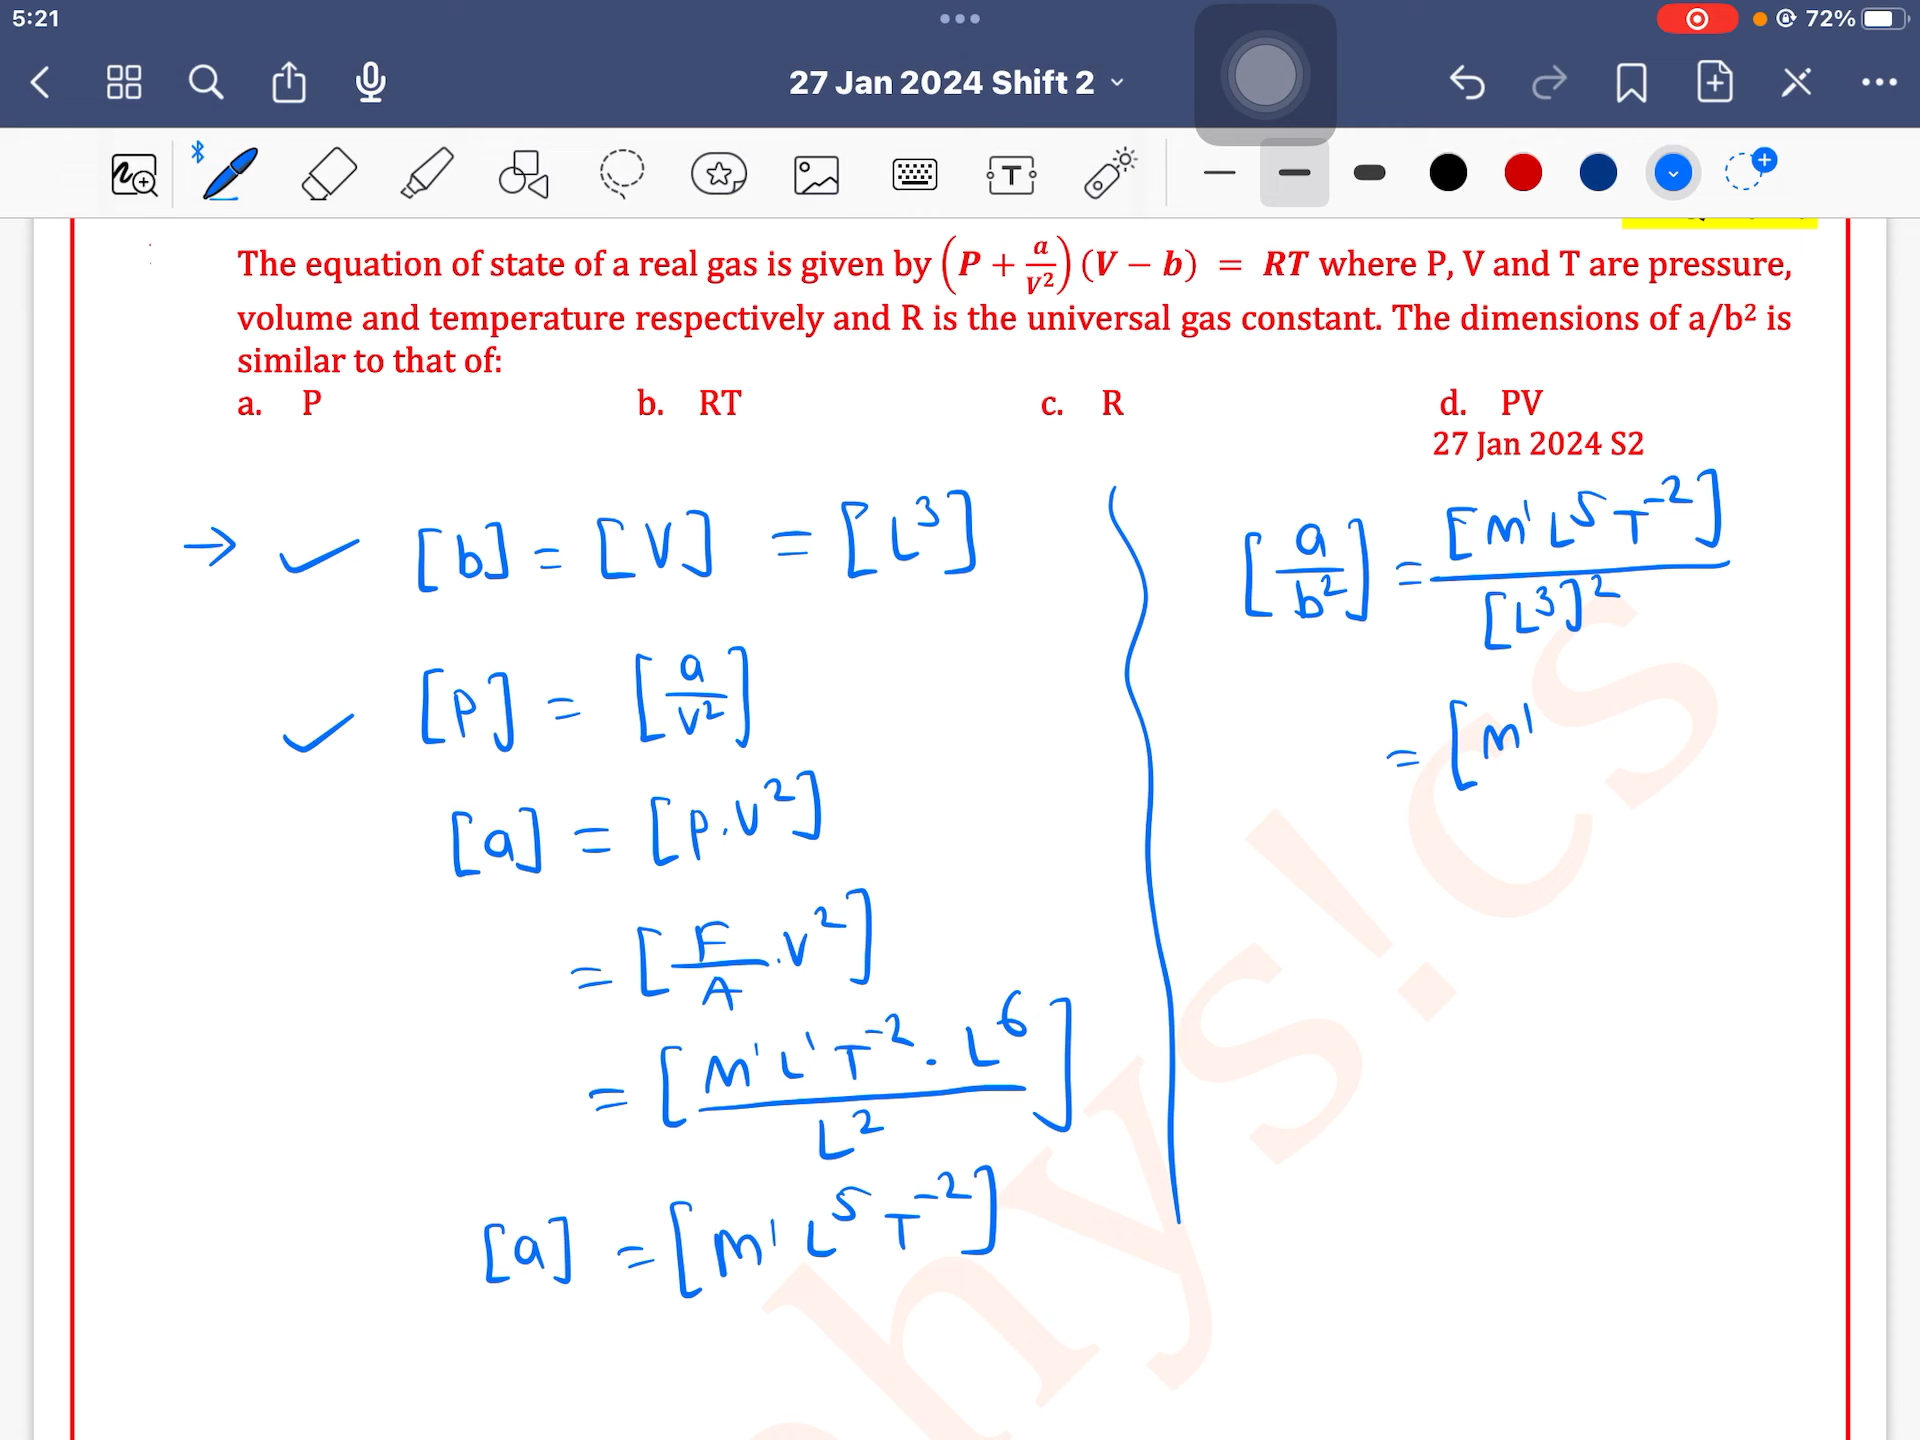 5:21
72%
27 Jan 2024 Shift 2
The equation of state of a real gas is given by (P + a/V²) (V − b) = RT where P, V and T are pressure,
volume and temperature respectively and R is the universal gas constant. The dimensions of a/b² is
similar to that of:
a. P b. RT c. R d. PV
27 Jan 2024 S2
→ ✓ [b] = [V] = [L³]
✓ [P] = [a/V²]
[a] = [P.V²]
= [F/A .V²]
= [M¹L¹T⁻² . L⁶ / L²]
[a] = [M¹L⁵T⁻²]
[a/b²] = [M¹L⁵T⁻²] / [L³]²
= [M¹
hys!cs